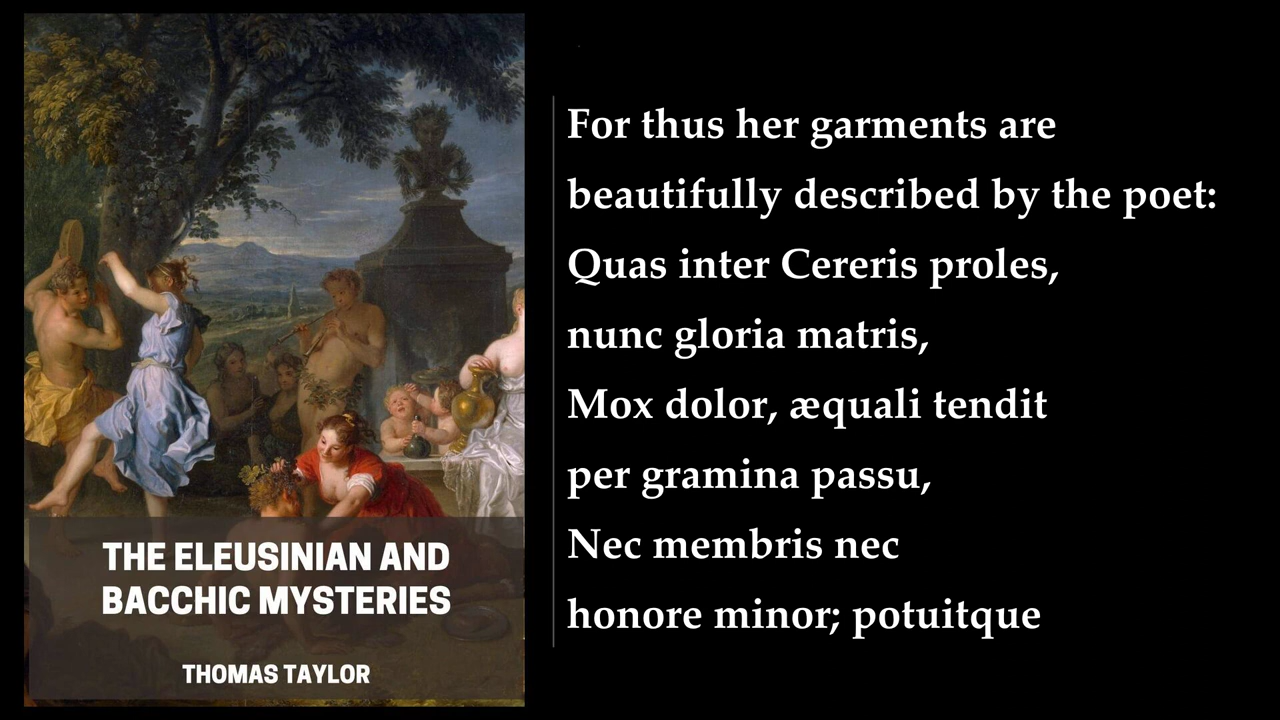 For thus her garments are
beautifully described by the poet:
Quas inter Cereris proles,
nunc gloria matris,
Mox dolor, æquali tendit
per gramina passu,
Nec membris nec
honore minor; potuitque
THE ELEUSINIAN AND
BACCHIC MYSTERIES
THOMAS TAYLOR